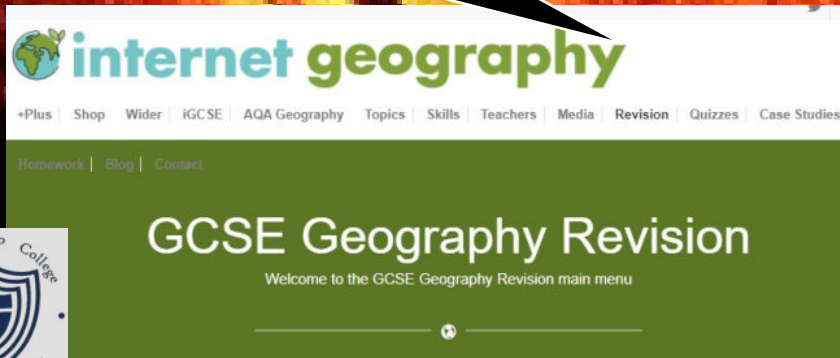 internet geography
+Plus Shop Wider iGCSE AQA Geography Topics Skills Teachers Media Revision Quizzes Case Studies
Homework Blog Contact
GCSE Geography Revision
Welcome to the GCSE Geography Revision main menu
College